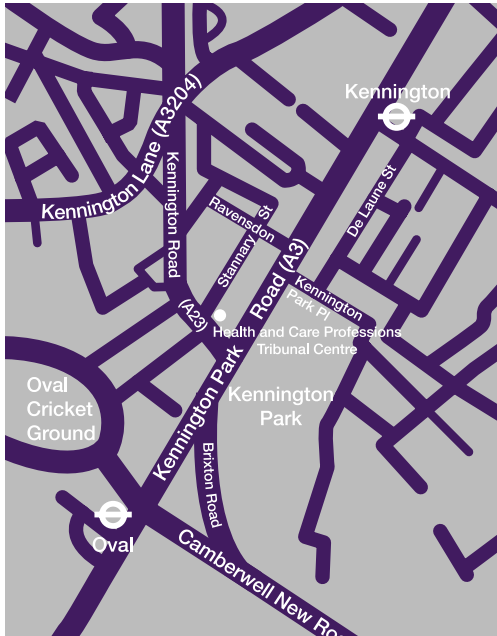 Kennington
Kennington Lane (A3204)
Kennington Road
De Laune St
Ravensdon
St
Stannary
Kennington
Park Pl
(A23)
Kennington Park Road (A3)
Health and Care Professions
Tribunal Centre
Oval
Cricket
Ground
Kennington
Park
Brixton Road
Oval
Camberwell New Ro